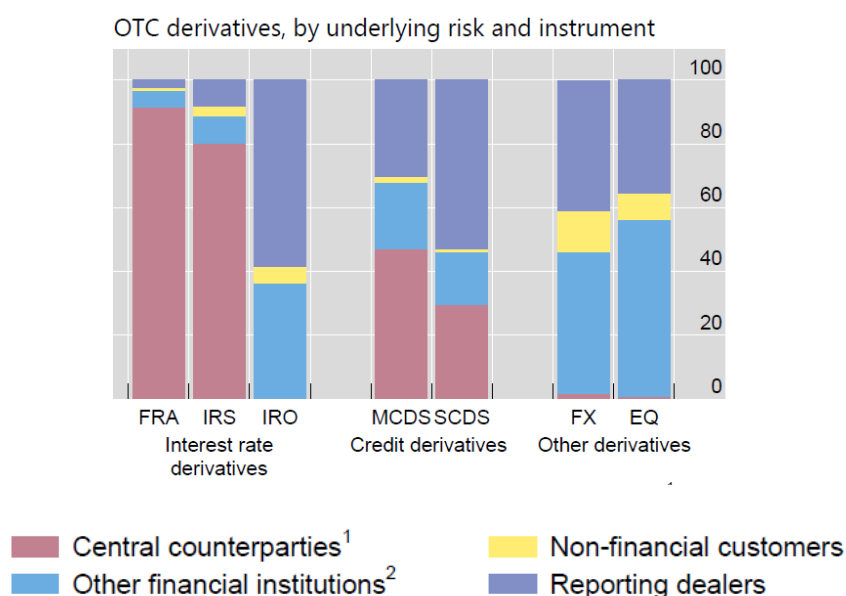 OTC derivatives, by underlying risk and instrument
100
80
60
40
20
0
FRA IRS IRO MCDS SCDS FX EQ
Interest rate derivatives Credit derivatives Other derivatives
Central counterparties¹ Non-financial customers
Other financial institutions² Reporting dealers